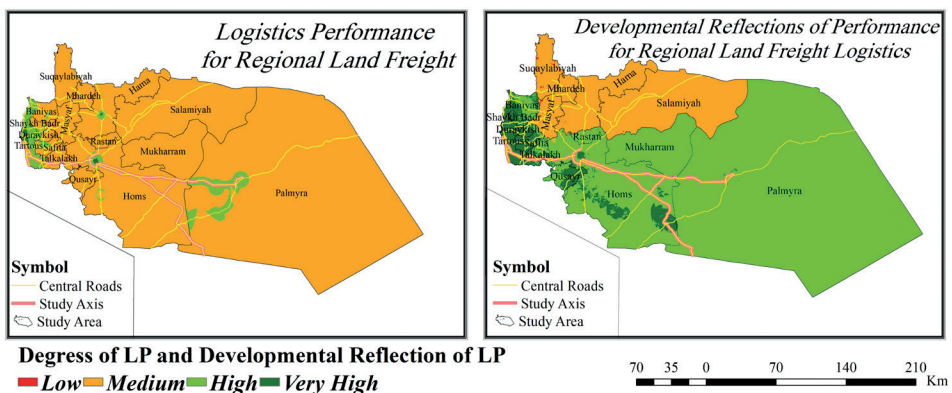 Logistics Performance
for Regional Land Freight
Suqaylabiyah
Hama
Mhardeh
Salamiyah
Baniyas
Masyaf
Shaykh Badr
Duraykish
Rastan
Tartous
Safita
Mukharram
Talkalakh
Qusayr
Homs
Palmyra
Symbol
Central Roads
Study Axis
Study Area
Developmental Reflections of Performance
for Regional Land Freight Logistics
Suqaylabiyah
Hama
Mhardeh
Salamiyah
Baniyas
Masyaf
Shaykh Badr
Duraykish
Rastan
Tartous
Safita
Mukharram
Talkalakh
Qusayr
Homs
Palmyra
Symbol
Central Roads
Study Axis
Study Area
Degress of LP and Developmental Reflection of LP
Low Medium High Very High
70 35 0 70 140 210
Km